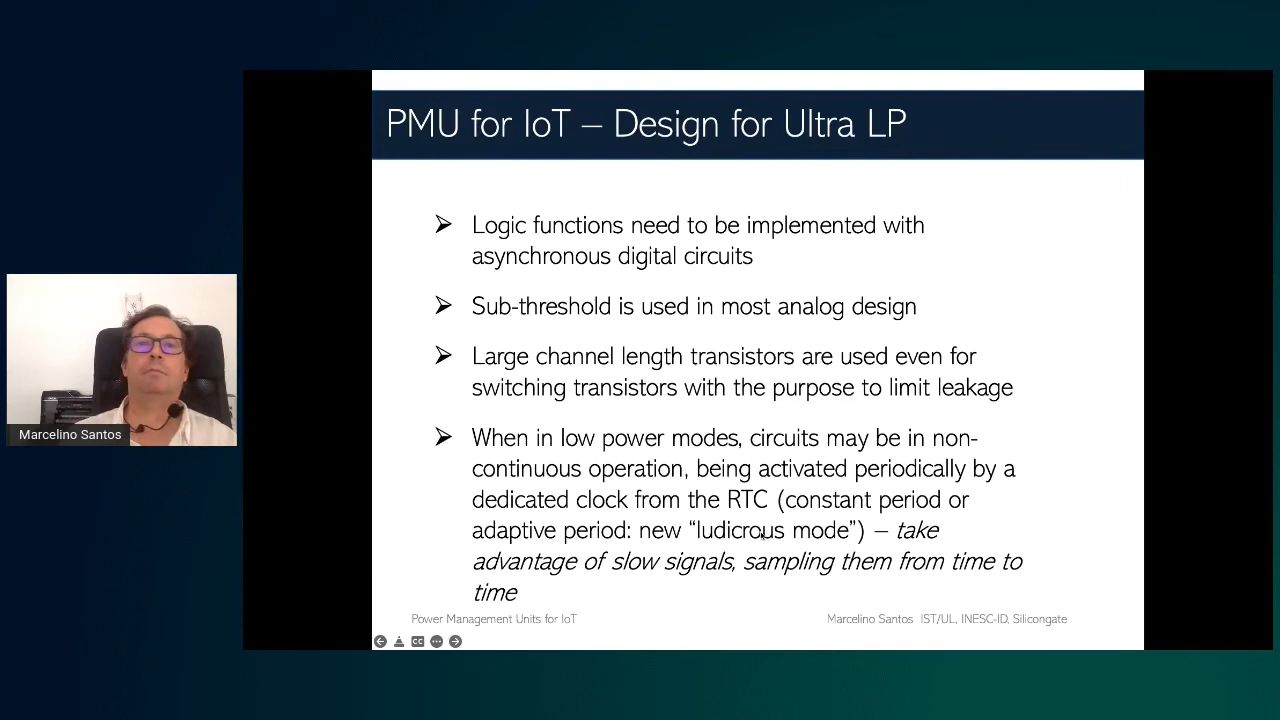 PMU for IoT – Design for Ultra LP
➢ Logic functions need to be implemented with
asynchronous digital circuits
➢ Sub-threshold is used in most analog design
➢ Large channel length transistors are used even for
switching transistors with the purpose to limit leakage
➢ When in low power modes, circuits may be in non-
continuous operation, being activated periodically by a
dedicated clock from the RTC (constant period or
adaptive period: new “ludicrous mode”) – take
advantage of slow signals, sampling them from time to
time
Power Management Units for IoT
Marcelino Santos IST/UL, INESC-ID, Silicongate
CC
Marcelino Santos